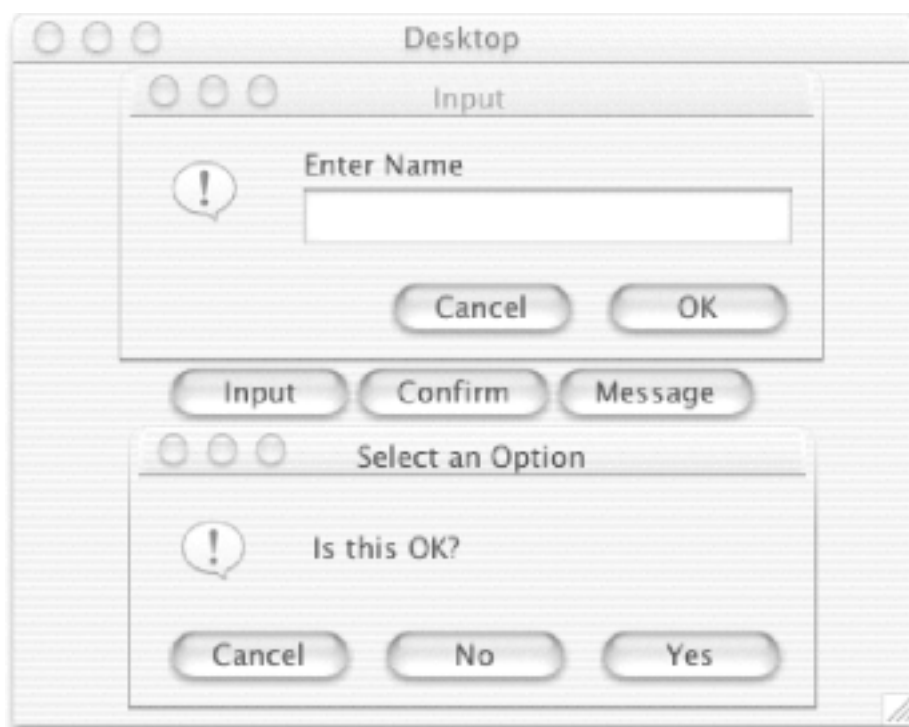 Desktop
Input
!
Enter Name
Cancel OK
Input Confirm Message
Select an Option
!
Is this OK?
Cancel No Yes